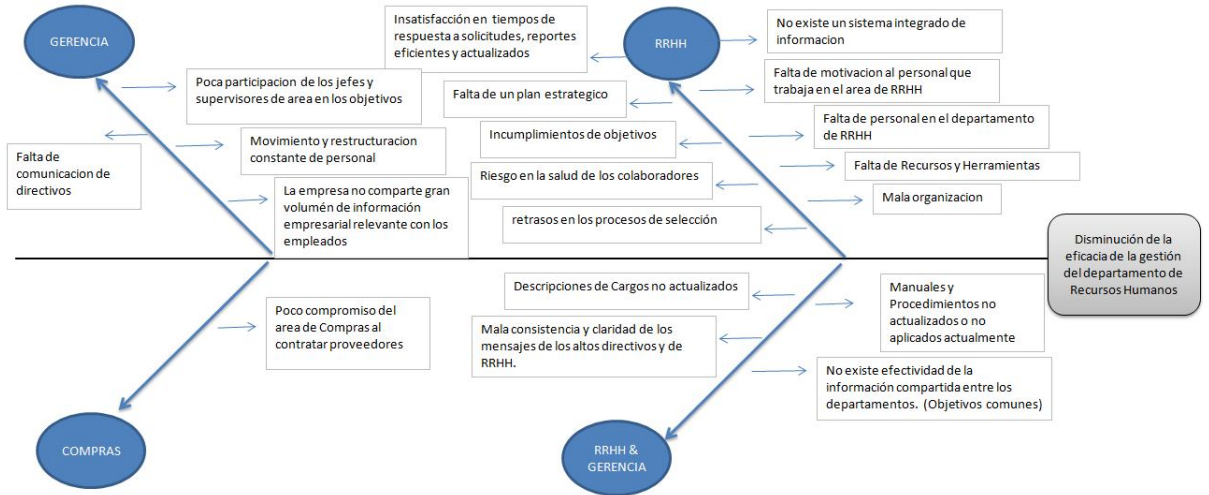 GERENCIA
Poca participacion de los jefes y
supervisores de area en los objetivos
Falta de
comunicacion de
directivos
Movimiento y restructuracion
constante de personal
La empresa no comparte gran
volumén de información
empresarial relevante con los
empleados
Insatisfacción en tiempos de
respuesta a solicitudes, reportes
eficientes y actualizados
RRHH
No existe un sistema integrado de
informacion
Falta de un plan estrategico
Falta de motivacion al personal que
trabaja en el area de RRHH
Incumplimientos de objetivos
Falta de personal en el departamento
de RRHH
Riesgo en la salud de los colaboradores
Falta de Recursos y Herramientas
retrasos en los procesos de selección
Mala organizacion
Disminución de la
eficacia de la gestión
del departamento de
Recursos Humanos
Poco compromiso del
area de Compras al
contratar proveedores
COMPRAS
Descripciones de Cargos no actualizados
Manuales y
Procedimientos no
actualizados o no
aplicados actualmente
Mala consistencia y claridad de los
mensajes de los altos directivos y de
RRHH.
No existe efectividad de la
información compartida entre los
departamentos. (Objetivos comunes)
RRHH &
GERENCIA